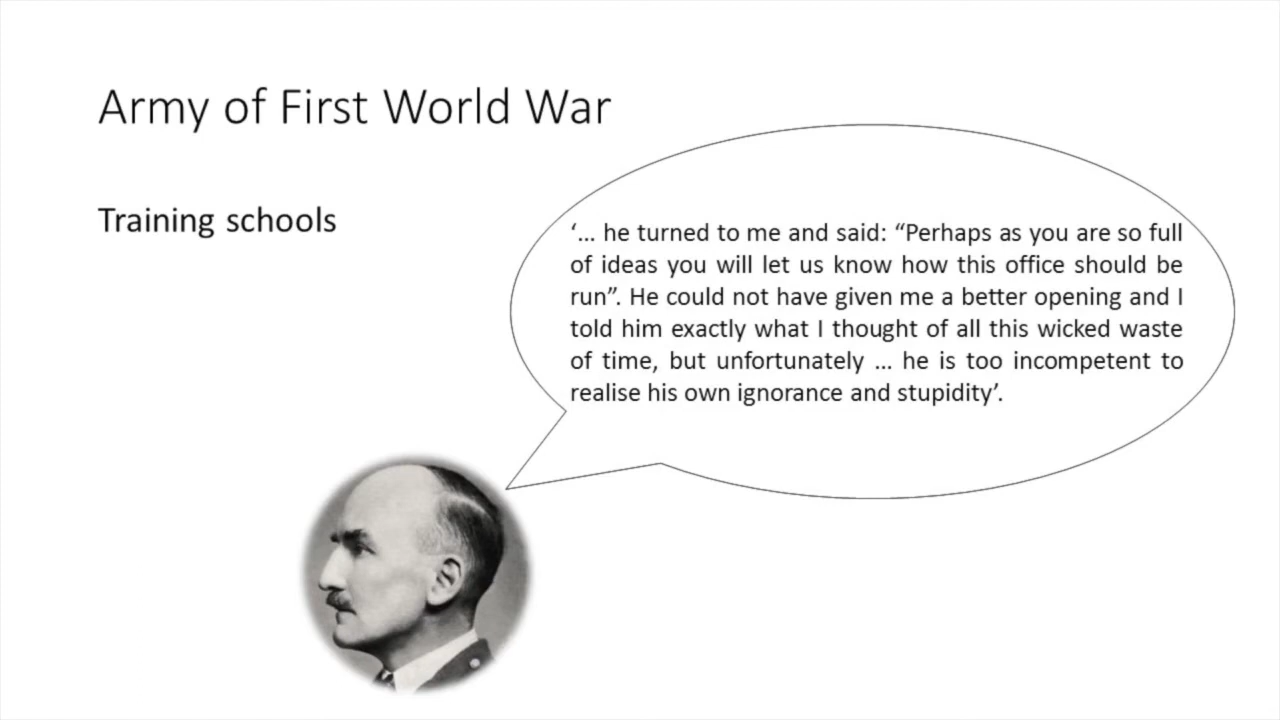 Army of First World War
Training schools
‘… he turned to me and said: “Perhaps as you are so full
of ideas you will let us know how this office should be
run”. He could not have given me a better opening and I
told him exactly what I thought of all this wicked waste
of time, but unfortunately … he is too incompetent to
realise his own ignorance and stupidity’.